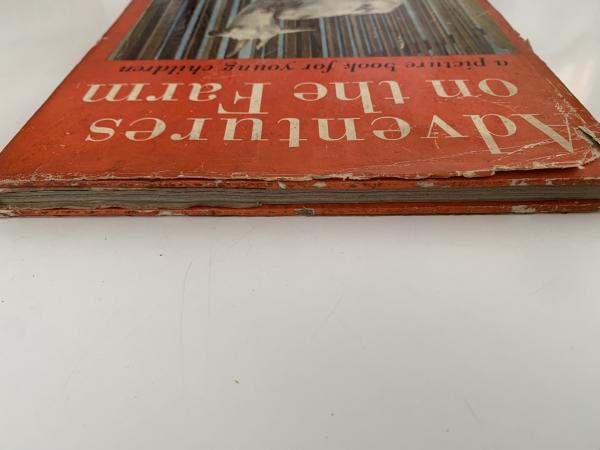 Adventures
on the Farm
a picture book for young children